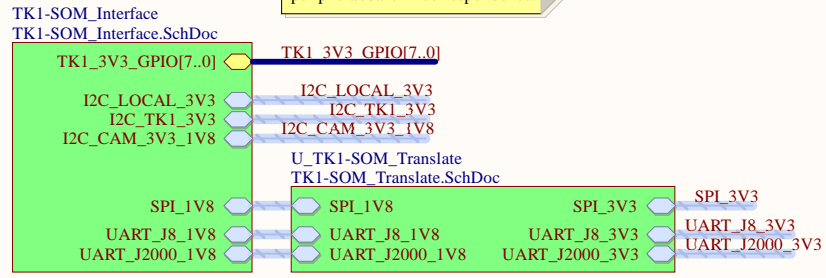 TK1-SOM_Interface
TK1-SOM_Interface.SchDoc
TK1_3V3_GPIO[7..0] TK1_3V3_GPIO[7..0]
I2C_LOCAL_3V3 I2C_LOCAL_3V3
I2C_TK1_3V3 I2C_TK1_3V3
I2C_CAM_3V3_1V8 I2C_CAM_3V3_1V8
U_TK1-SOM_Translate
TK1-SOM_Translate.SchDoc
SPI_1V8 SPI_1V8 SPI_3V3 SPI_3V3
UART_J8_1V8 UART_J8_1V8 UART_J8_3V3 UART_J8_3V3
UART_J2000_1V8 UART_J2000_1V8 UART_J2000_3V3 UART_J2000_3V3